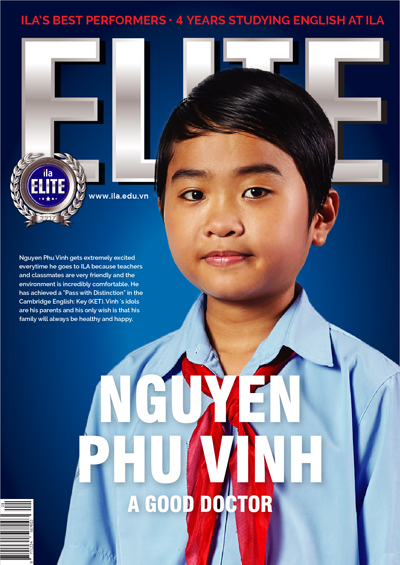 ILA'S BEST PERFORMERS • 4 YEARS STUDYING ENGLISH AT ILA
ELITE
ila
ELITE
www.ila.edu.vn
Nguyen Phu Vinh gets extremely excited
everytime he goes to ILA because teachers
and classmates are very friendly and the
environment is incredibly comfortable. He
has achieved a "Pass with Distinction" in the
Cambridge English: Key (KET). Vinh 's idols
are his parents and his only wish is that his
family will always be healthy and happy.
NGUYEN
PHU VINH
A GOOD DOCTOR